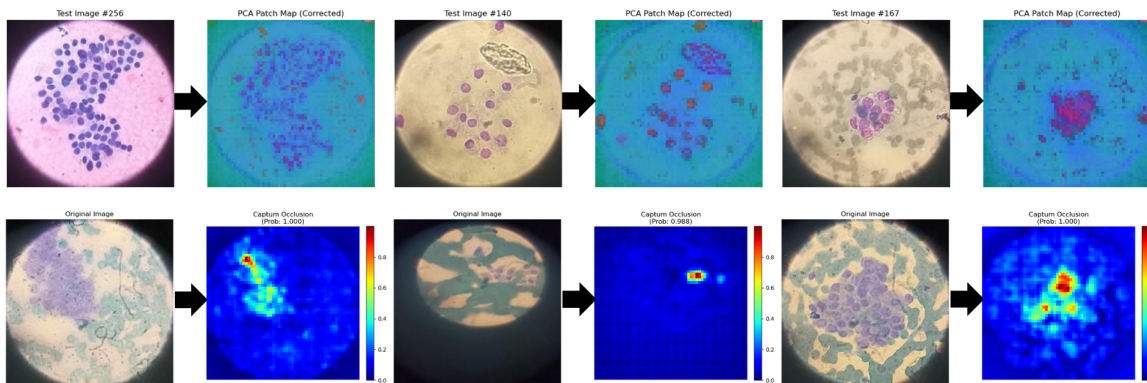 Test Image #256
PCA Patch Map (Corrected)
Test Image #140
PCA Patch Map (Corrected)
Test Image #167
PCA Patch Map (Corrected)
Original Image
Captum Occlusion
(Prob: 1.000)
0.8
0.6
0.4
0.2
0.0
Original Image
Captum Occlusion
(Prob: 0.988)
0.8
0.6
0.4
0.2
0.0
Original Image
Captum Occlusion
(Prob: 1.000)